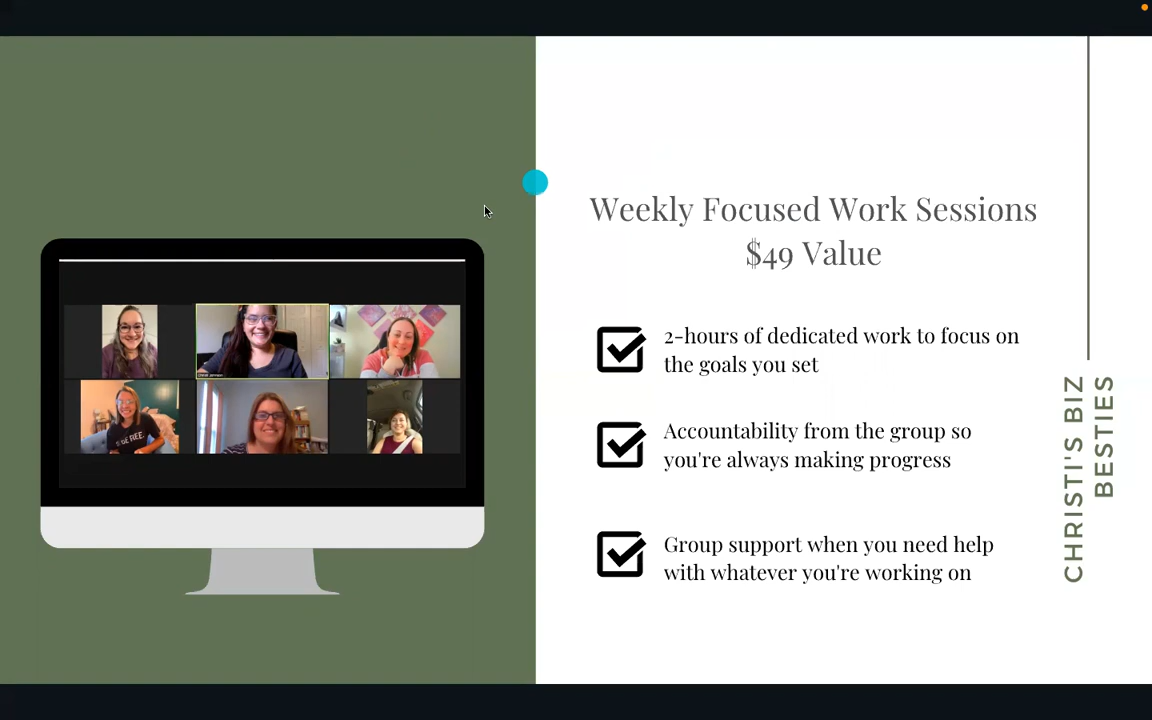 Weekly Focused Work Sessions
$49 Value
2-hours of dedicated work to focus on
the goals you set
Accountability from the group so
you're always making progress
Group support when you need help
with whatever you're working on
CHRISTI'S BIZ
BESTIES